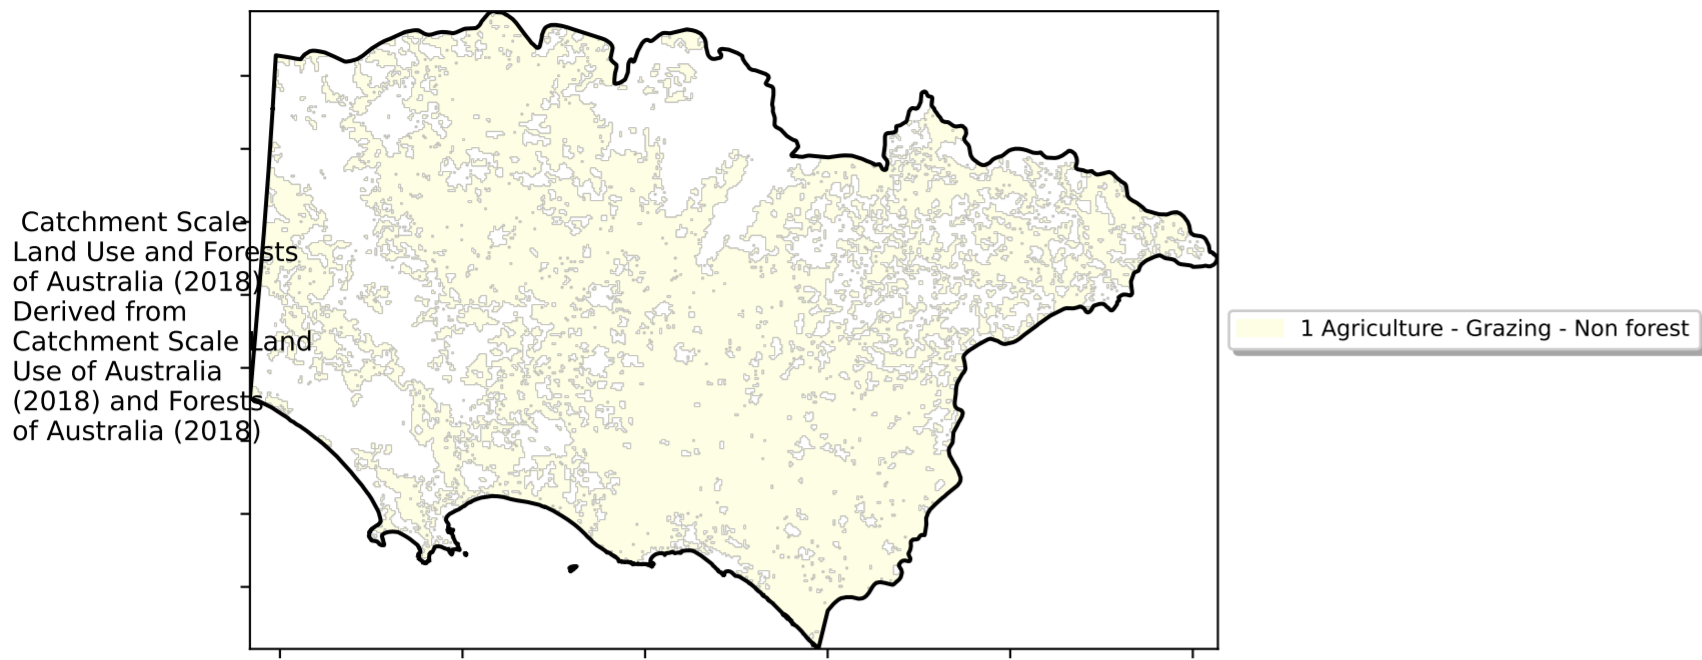 Catchment Scale
Land Use and Forests
of Australia (2018)
Derived from
Catchment Scale Land
Use of Australia
(2018) and Forests
of Australia (2018)
1 Agriculture - Grazing - Non forest